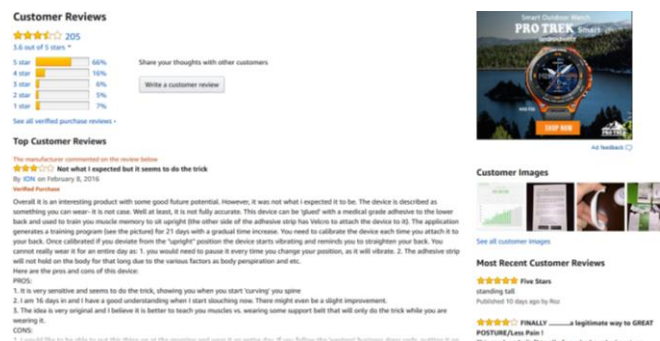 Customer Reviews
205
3.6 out of 5 stars
5 star 66%
4 star 16%
3 star 6%
2 star 5%
1 star 7%
Share your thoughts with other customers
Write a customer review
See all verified purchase reviews ›
Top Customer Reviews
The manufacturer commented on the review below
Not what I expected but it seems to do the trick
By ION on February 8, 2016
Verified Purchase
Overall it is an interesting product with some good future potential. However, it was not what i expected it to be. The device is described as
something you can wear- it is not case. Well at least, it is not fully accurate. This device can be 'glued' with a medical grade adhesive to the lower
back and used to train you muscle memory to sit upright (the other side of the adhesive strip has Velcro to attach the device to it). The application
generates a training program (see the picture) for 21 days with a gradual time increase. You need to calibrate the device each time you attach it to
your back. Once calibrated if you deviate from the "upright" position the device starts vibrating and reminds you to straighten your back. You
cannot really wear it for an entire day as: 1. you would need to pause it every time you change your position, as it will vibrate. 2. The adhesive strip
will not hold on the body for that long due to the various factors as body perspiration and etc.
Here are the pros and cons of this device:
PROS:
1. It is very sensitive and seems to do the trick, showing you when you start 'curving' you spine
2. I am 16 days in and I have a good understanding when I start slouching now. There might even be a slight improvement.
3. The idea is very original and I believe it is better to teach you muscles vs. wearing some support belt that will only do the trick while you are
wearing it.
CONS:
Smart Outdoor Watch
PRO TREK Smart
SHOP NOW
PRO TREK
Ad feedback
Customer Images
See all customer images
Most Recent Customer Reviews
Five Stars
standing tall
Published 10 days ago by Roz
FINALLY ...........a legitimate way to GREAT
POSTURE/Less Pain !